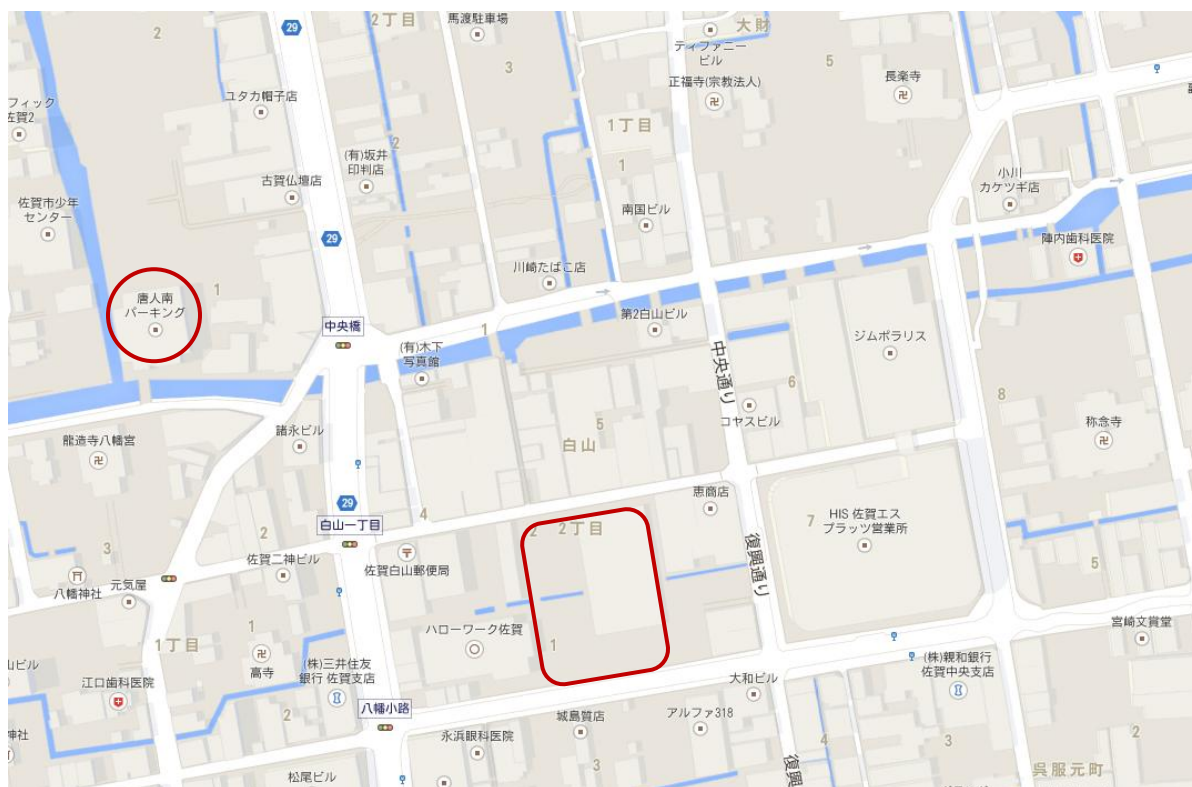 29
2丁目
馬渡駐車場
大財
2
ティファニー
ビル
3
5
正福寺(宗教法人)
長楽寺
フィック
佐賀2
ユタカ帽子店
1丁目
2
(有)坂井
印判店
1
小川
カケツギ店
古賀仏壇店
佐賀市少年
センター
南国ビル
29
陣内歯科医院
川崎たばこ店
唐人南
パーキング
第2白山ビル
中央橋
1
ジムポラリス
(有)木下
写真館
中央通り
6
8
コヤスビル
諸永ビル
5
称念寺
龍造寺八幡宮
白山
恵商店
29
HIS 佐賀エス
プラッツ営業所
7
4
白山一丁目
2
2丁目
2
3
佐賀二神ビル
佐賀白山郵便局
復興通り
5
八幡神社
元気屋
ハローワーク佐賀
宮崎文賞堂
1丁目
1
1
高寺
(株)三井住友
銀行 佐賀支店
(株)親和銀行
佐賀中央支店
山ビル
江口歯科医院
大和ビル
八幡小路
2
城島質店
アルファ318
神社
永浜眼科医院
4
3
2
3
呉服元町
松尾ビル
復興